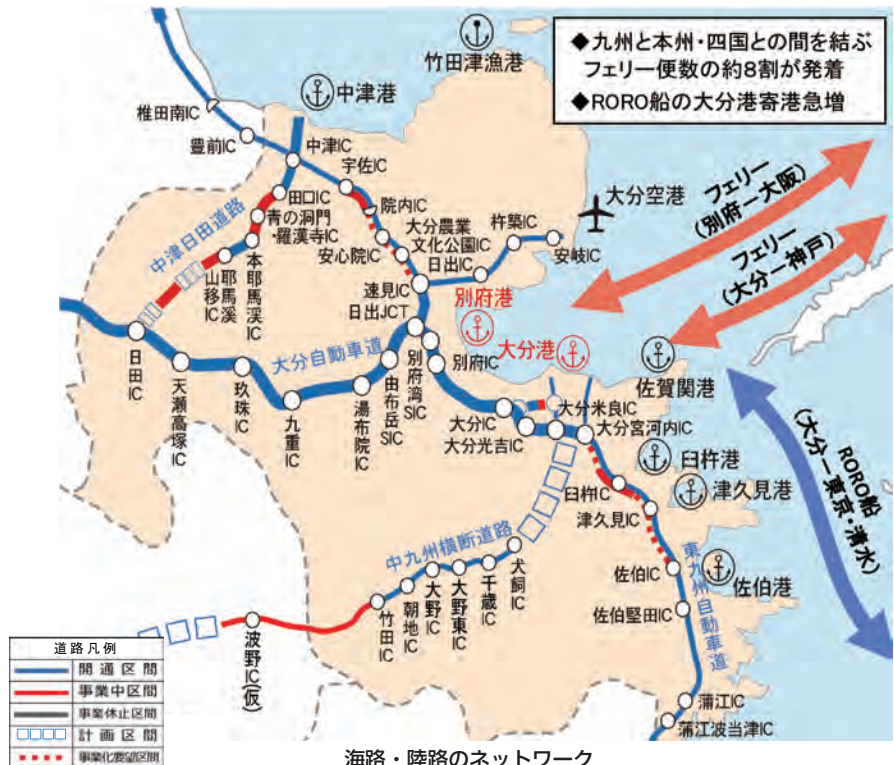 ◆九州と本州・四国との間を結ぶ
フェリー便数の約8割が発着
◆RORO船の大分港寄港急増
竹田津漁港
中津港
椎田南IC
豊前IC
中津IC
宇佐IC
田口IC
青の洞門
・羅漢寺IC
院内IC
安心院IC
大分農業
文化公園IC
日出IC
杵築IC
安岐IC
大分空港
フェリー
(別府ー大阪)
フェリー
(大分ー神戸)
中津日田道路
本耶馬渓IC
耶馬溪
山移IC
速見IC
日出JCT
別府港
大分港
佐賀関港
日田IC
天瀬高塚IC
玖珠IC
九重IC
湯布院IC
由布岳SIC
別府湾SIC
別府IC
大分自動車道
大分IC
大分光吉IC
大分米良IC
大分宮河内IC
臼杵港
臼杵IC
津久見港
津久見IC
RORO船
(大分ー東京・清水)
中九州横断道路
犬飼IC
千歳IC
大野東IC
大野IC
朝地IC
竹田IC
波野IC(仮)
佐伯IC
佐伯港
佐伯堅田IC
東九州自動車道
蒲江IC
蒲江波当津IC
道路凡例
開通区間
事業中区間
事業休止区間
計画区間
事業化要望区間
海路・陸路のネットワーク